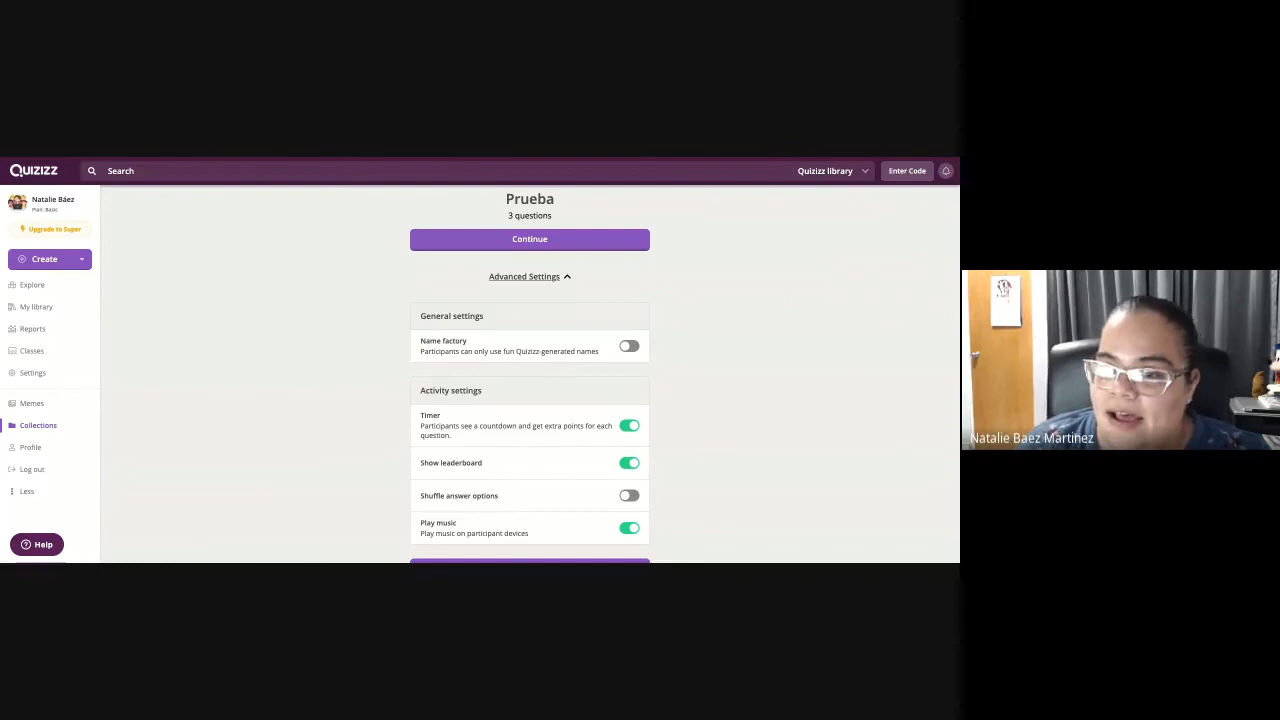 Quizizz
Search
Quizizz library
Enter Code
Natalie Báez
Plan: Basic
Upgrade to Super
Create
Explore
My library
Reports
Classes
Settings
Memes
Collections
Profile
Log out
Less
Help
Prueba
3 questions
Continue
Advanced Settings
General settings
Name factory
Participants can only use fun Quizizz-generated names
Activity settings
Timer
Participants see a countdown and get extra points for each
question.
Show leaderboard
Shuffle answer options
Play music
Play music on participant devices
Natalie Baez Martinez